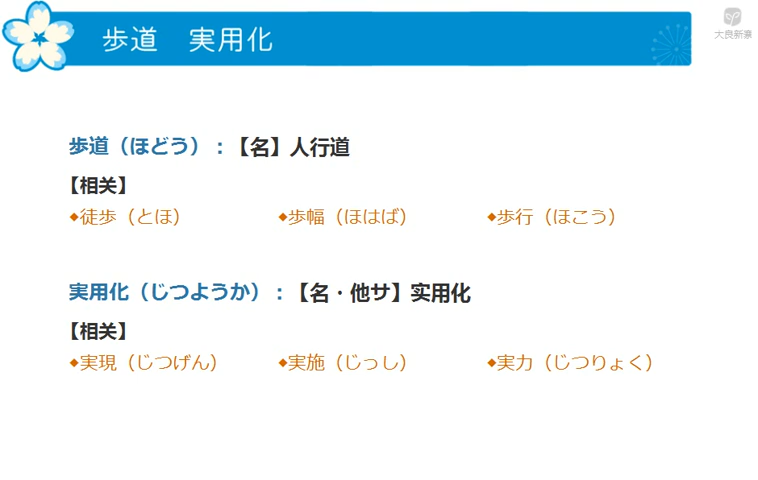 歩道　実用化
大良新素
歩道（ほどう）：【名】人行道
【相关】
◆徒歩（とほ） ◆歩幅（ほはば） ◆歩行（ほこう）
実用化（じつようか）：【名・他サ】实用化
【相关】
◆実現（じつげん） ◆実施（じっし） ◆実力（じつりょく）